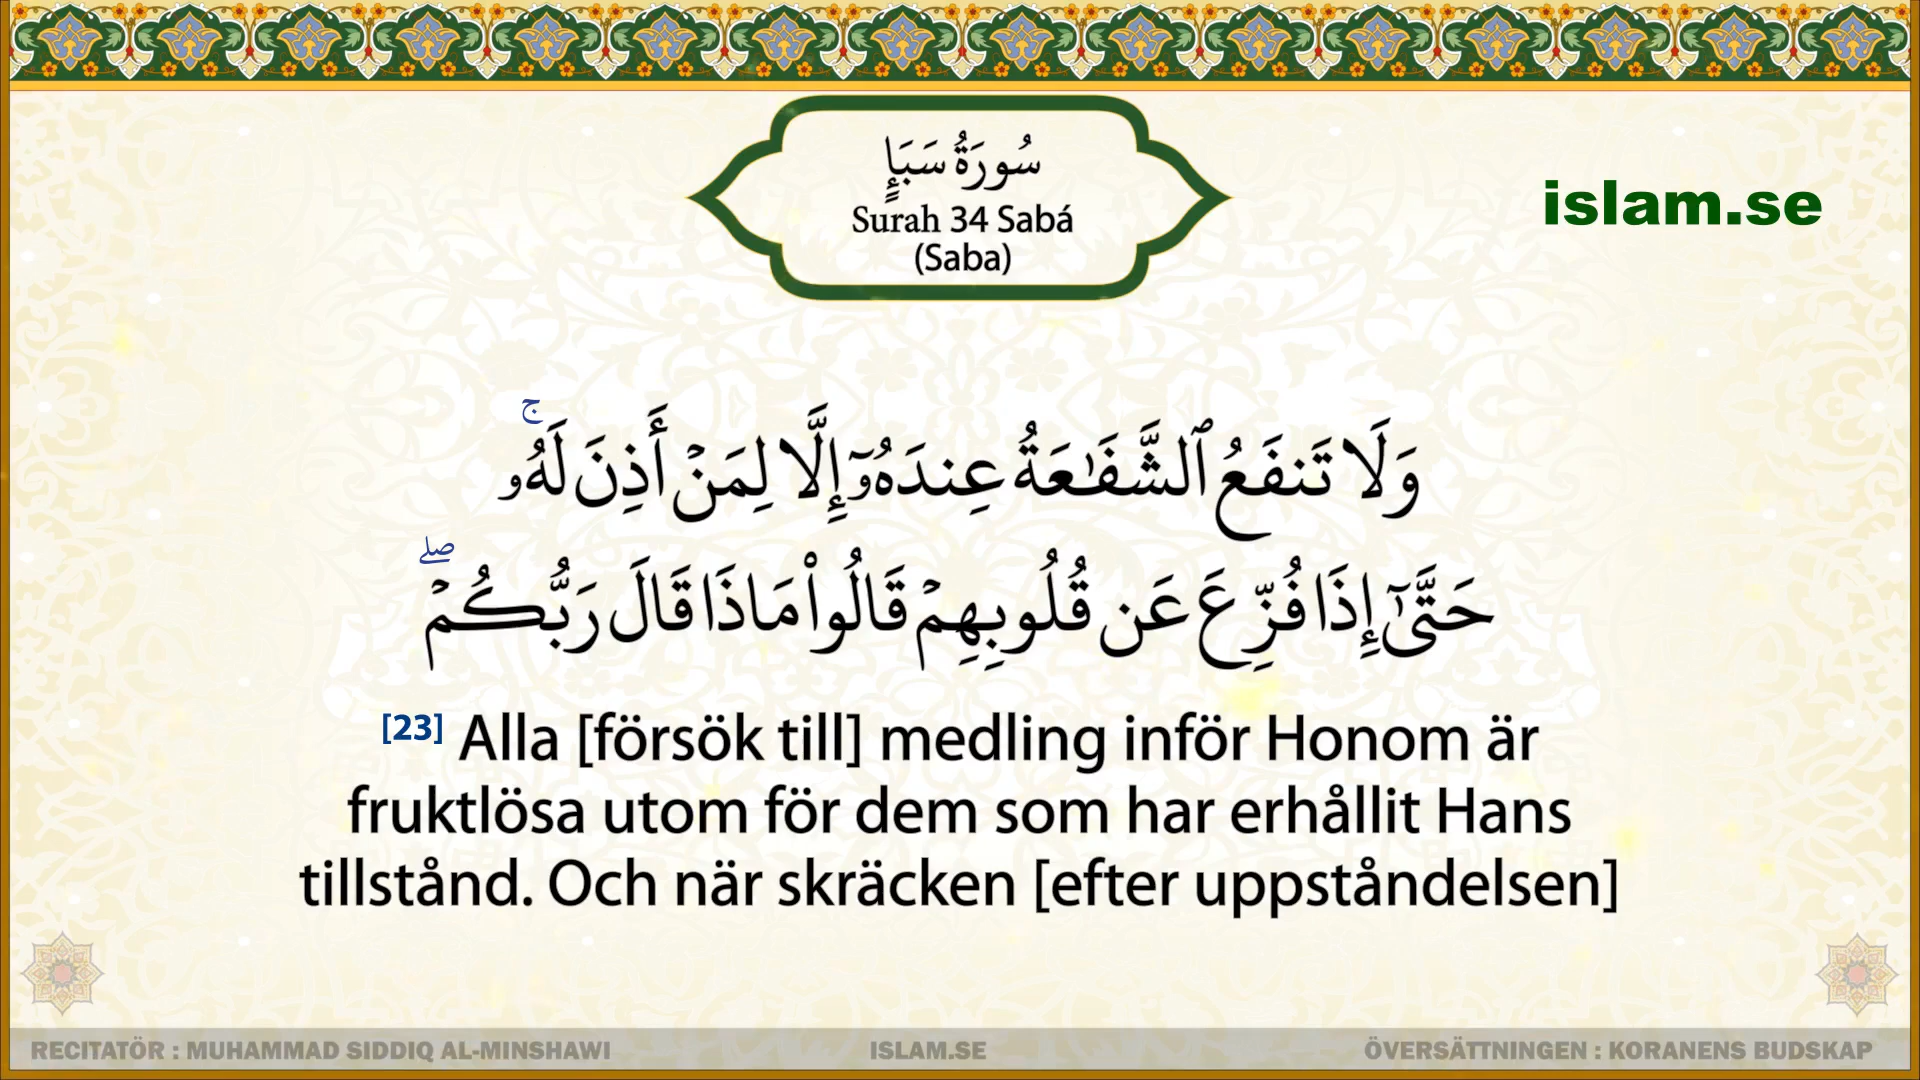 سُورَةُ سَبَإٍ
Surah 34 Sabá
(Saba)
islam.se
وَلَا تَنفَعُ ٱلشَّفَٰعَةُ عِندَهُۥٓ إِلَّا لِمَنْ أَذِنَ لَهُۥ ۚ
حَتَّىٰٓ إِذَا فُزِّعَ عَن قُلُوبِهِمْ قَالُوا۟ مَاذَا قَالَ رَبُّكُمْ ۖ
[23] Alla [försök till] medling inför Honom är
fruktlösa utom för dem som har erhållit Hans
tillstånd. Och när skräcken [efter uppståndelsen]
RECITATÖR : MUHAMMAD SIDDIQ AL-MINSHAWI
ISLAM.SE
ÖVERSÄTTNINGEN : KORANENS BUDSKAP